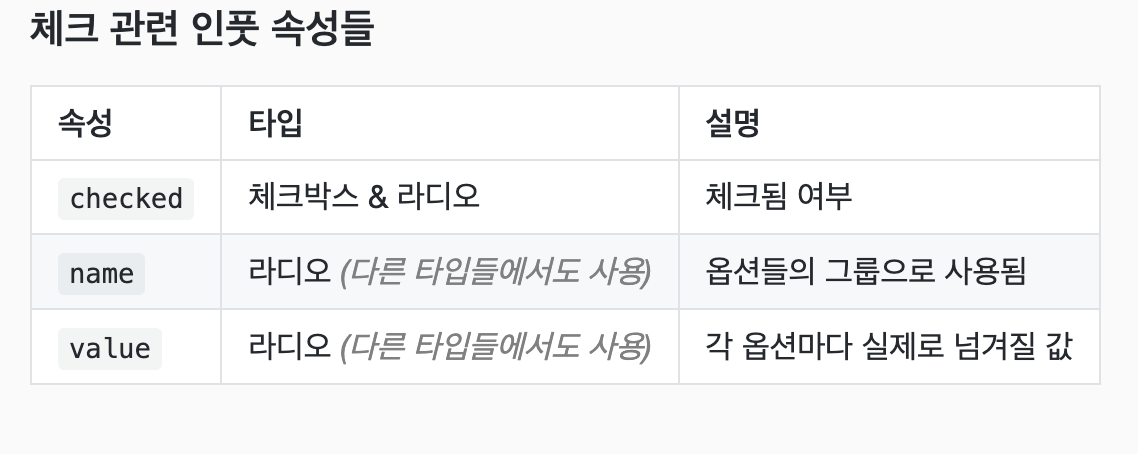 체크 관련 인풋 속성들
속성 타입 설명
checked 체크박스 & 라디오 체크됨 여부
name 라디오 (다른 타입들에서도 사용) 옵션들의 그룹으로 사용됨
value 라디오 (다른 타입들에서도 사용) 각 옵션마다 실제로 넘겨질 값